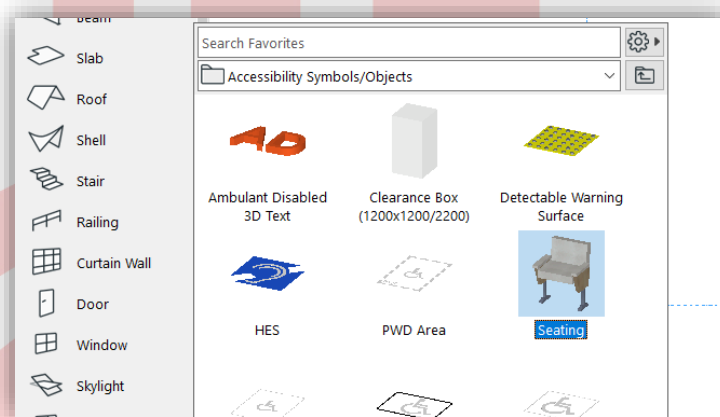 Beam
Slab
Roof
Shell
Stair
Railing
Curtain Wall
Door
Window
Skylight
Search Favorites
Accessibility Symbols/Objects
Ambulant Disabled
3D Text
Clearance Box
(1200x1200/2200)
Detectable Warning
Surface
HES
PWD Area
Seating